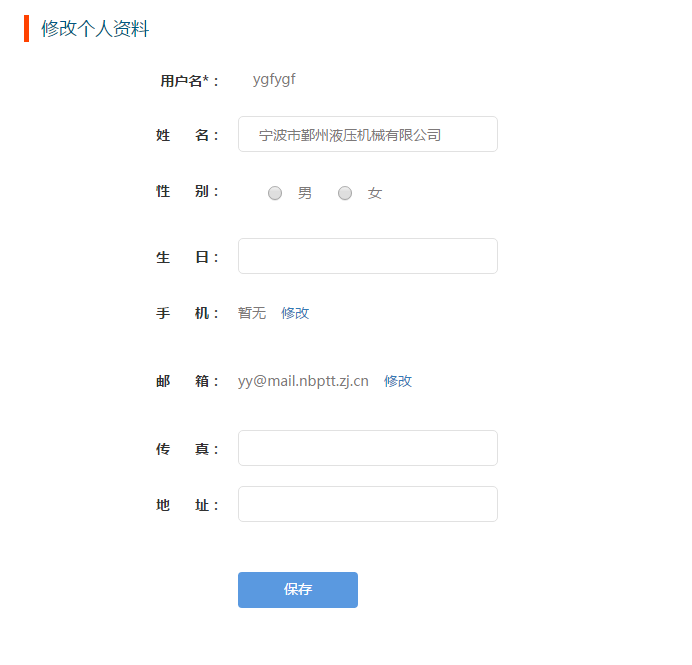 修改个人资料
用户名*： ygfygf
姓 名： 宁波市鄞州液压机械有限公司
性 别： 男 女
生 日：
手 机： 暂无 修改
邮 箱： yy@mail.nbptt.zj.cn 修改
传 真：
地 址：
保存